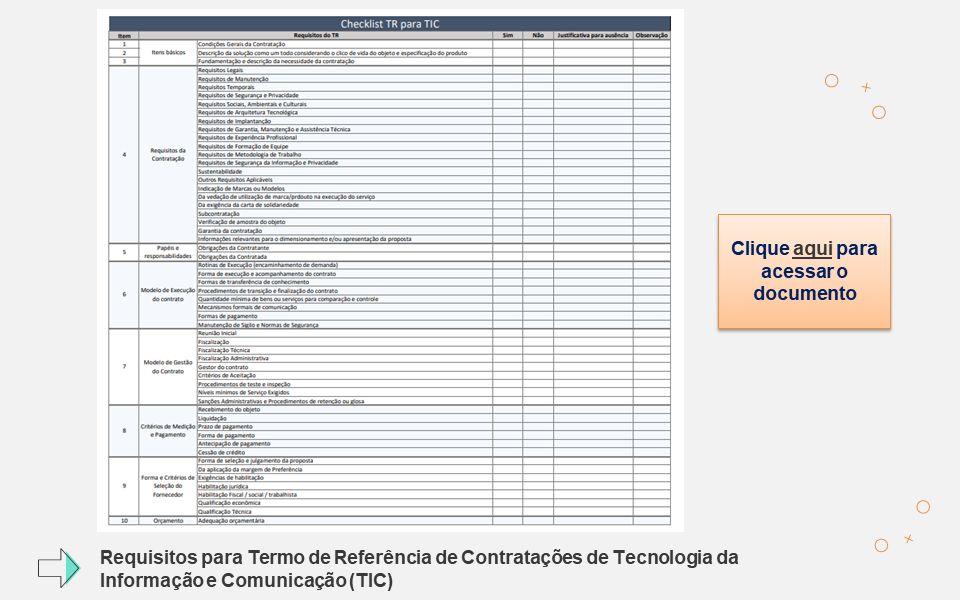 Checklist TR para TIC
Item Requisitos do TR Sim Não Justificativa para ausência Observação
1 Itens básicos Condições Gerais da Contratação
2 Descrição da solução como um todo considerando o clico de vida do objeto e especificação do produto
3 Fundamentação e descrição da necessidade da contratação
4 Requisitos da Contratação Requisitos Legais
Requisitos de Manutenção
Requisitos Temporais
Requisitos de Segurança e Privacidade
Requisitos Sociais, Ambientais e Culturais
Requisitos de Arquitetura Tecnológica
Requisitos de Implantanção
Requisitos de Garantia, Manutenção e Assistência Técnica
Requisitos de Experiência Profissional
Requisitos de Formação de Equipe
Requisitos de Metodologia de Trabalho
Requisitos de Segurança da Informação e Privacidade
Sustentabilidade
Outros Requisitos Aplicáveis
Indicação de Marcas ou Modelos
Da vedação de utilização de marca/prdouto na execução do serviço
Da exigência da carta de solidariedade
Subcontratação
Verificação de amostra do objeto
Garantia da contratação
Informações relevantes para o dimensionamento e/ou apresentação da proposta
5 Papéis e responsabilidades Obrigações da Contratante
Obrigações da Contratada
6 Modelo de Execução do contrato Rotinas de Execução (encaminhamento de demanda)
Forma de execução e acompanhamento do contrato
Formas de transferência de conhecimento
Procedimentos de transição e finalização do contrato
Quantidade mínima de bens ou serviços para comparação e controle
Mecanismos formais de comunicação
Formas de pagamento
Manutenção de Sigilo e Normas de Segurança
7 Modelo de Gestão do Contrato Reunião Inicial
Fiscalização
Fiscalização Técnica
Fiscalização Administrativa
Gestor do contrato
Critérios de Aceitação
Procedimentos de teste e inspeção
Níveis mínimos de Serviço Exigidos
Sanções Administrativas e Procedimentos de retenção ou glosa
8 Critérios de Medição e Pagamento Recebimento do objeto
Liquidação
Prazo de pagamento
Forma de pagamento
Antecipação de pagamento
Cessão de crédito
9 Forma e Critérios de Seleção do Fornecedor Forma de seleção e julgamento da proposta
Da aplicação da margem de Preferência
Exigências de habilitação
Habilitação jurídica
Habilitação Fiscal / social / trabalhista
Qualificação econômica
Qualificação Técnica
10 Orçamento Adequação orçamentária
Clique aqui para
acessar o
documento
Requisitos para Termo de Referência de Contratações de Tecnologia da
Informação e Comunicação (TIC)